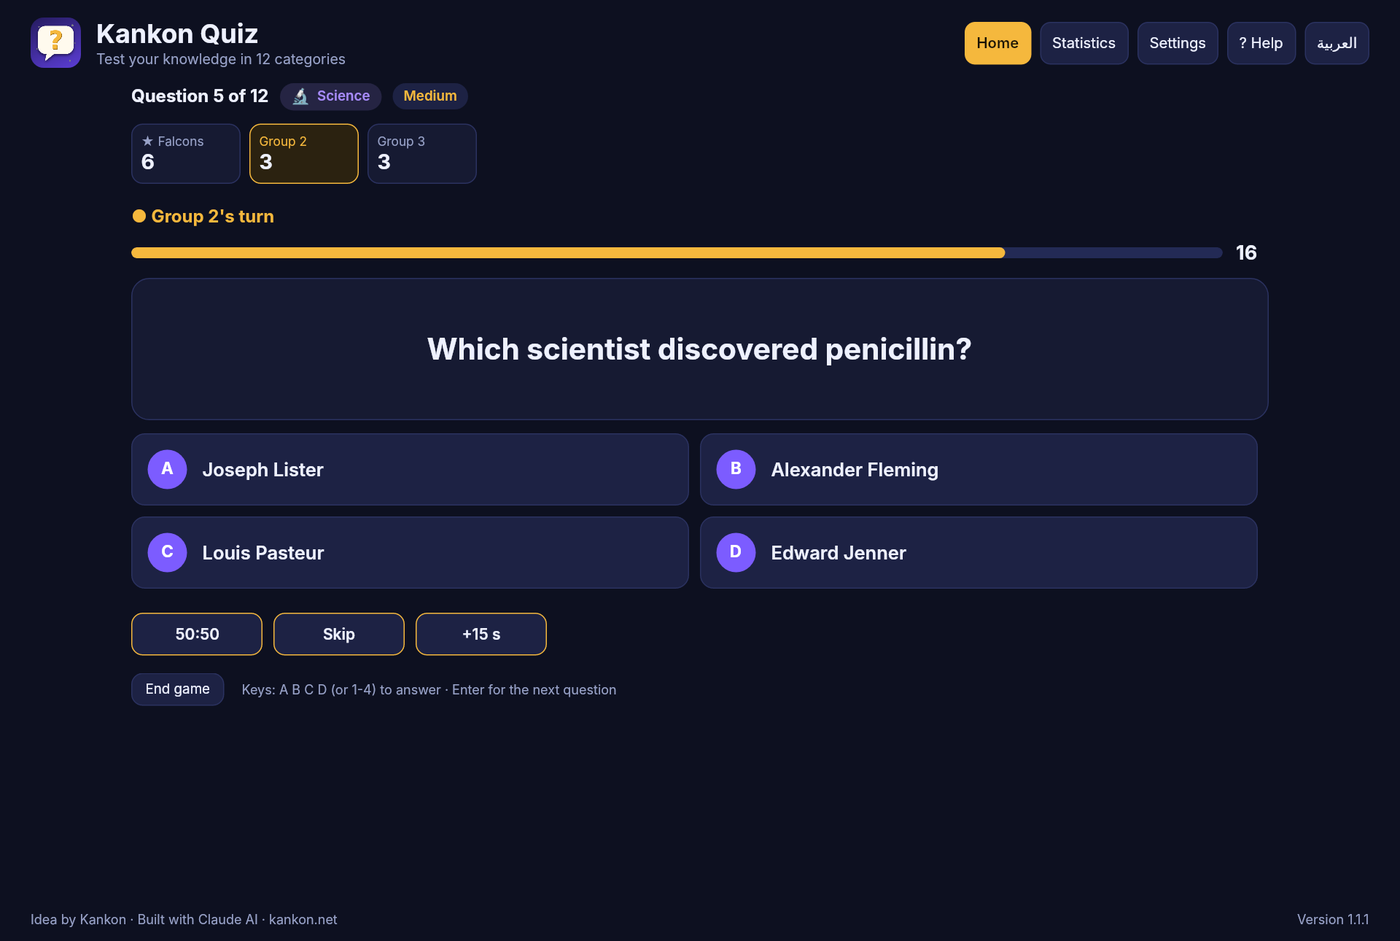 ?
Kankon Quiz
Test your knowledge in 12 categories
Home
Statistics
Settings
? Help
العربية
Question 5 of 12
Science
Medium
★ Falcons
6
Group 2
3
Group 3
3
Group 2's turn
16
Which scientist discovered penicillin?
A Joseph Lister
B Alexander Fleming
C Louis Pasteur
D Edward Jenner
50:50
Skip
+15 s
End game
Keys: A B C D (or 1-4) to answer · Enter for the next question
Idea by Kankon · Built with Claude AI · kankon.net
Version 1.1.1